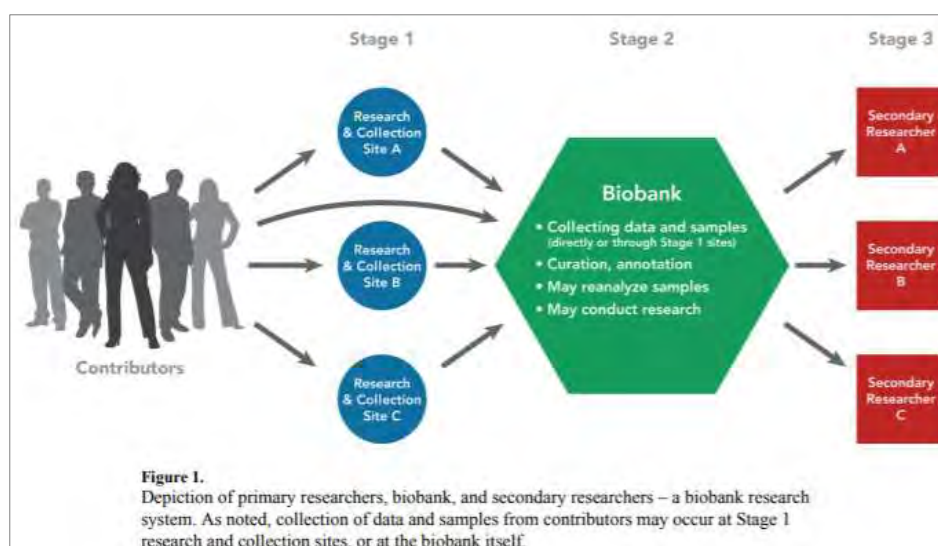 Stage 1
Stage 2
Stage 3
Research
& Collection
Site A
Secondary
Researcher
A
Biobank
• Collecting data and samples
(directly or through Stage 1 sites)
• Curation, annotation
• May reanalyze samples
• May conduct research
Research
& Collection
Site B
Secondary
Researcher
B
Contributors
Research
& Collection
Site C
Secondary
Researcher
C
Figure 1.
Depiction of primary researchers, biobank, and secondary researchers – a biobank research
system. As noted, collection of data and samples from contributors may occur at Stage 1
research and collection sites, or at the biobank itself.